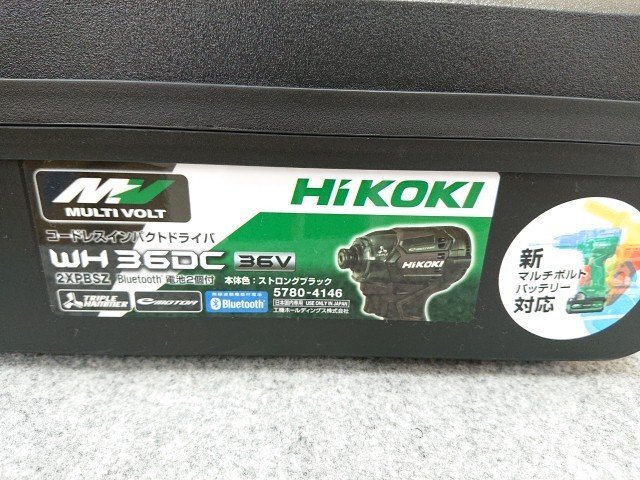 MV
MULTI VOLT
HiKOKI
コードレスインパクトドライバ
WH 36DC 36V
2XPBSZ Bluetooth 電池2個付 本体色：ストロングブラック
5780-4146
TRIPLE HAMMER
e-MOTOR
Bluetooth
日本国内専用 USE ONLY IN JAPAN
工機ホールディングス株式会社
HiKOKI
新
マルチボルト
バッテリー
対応